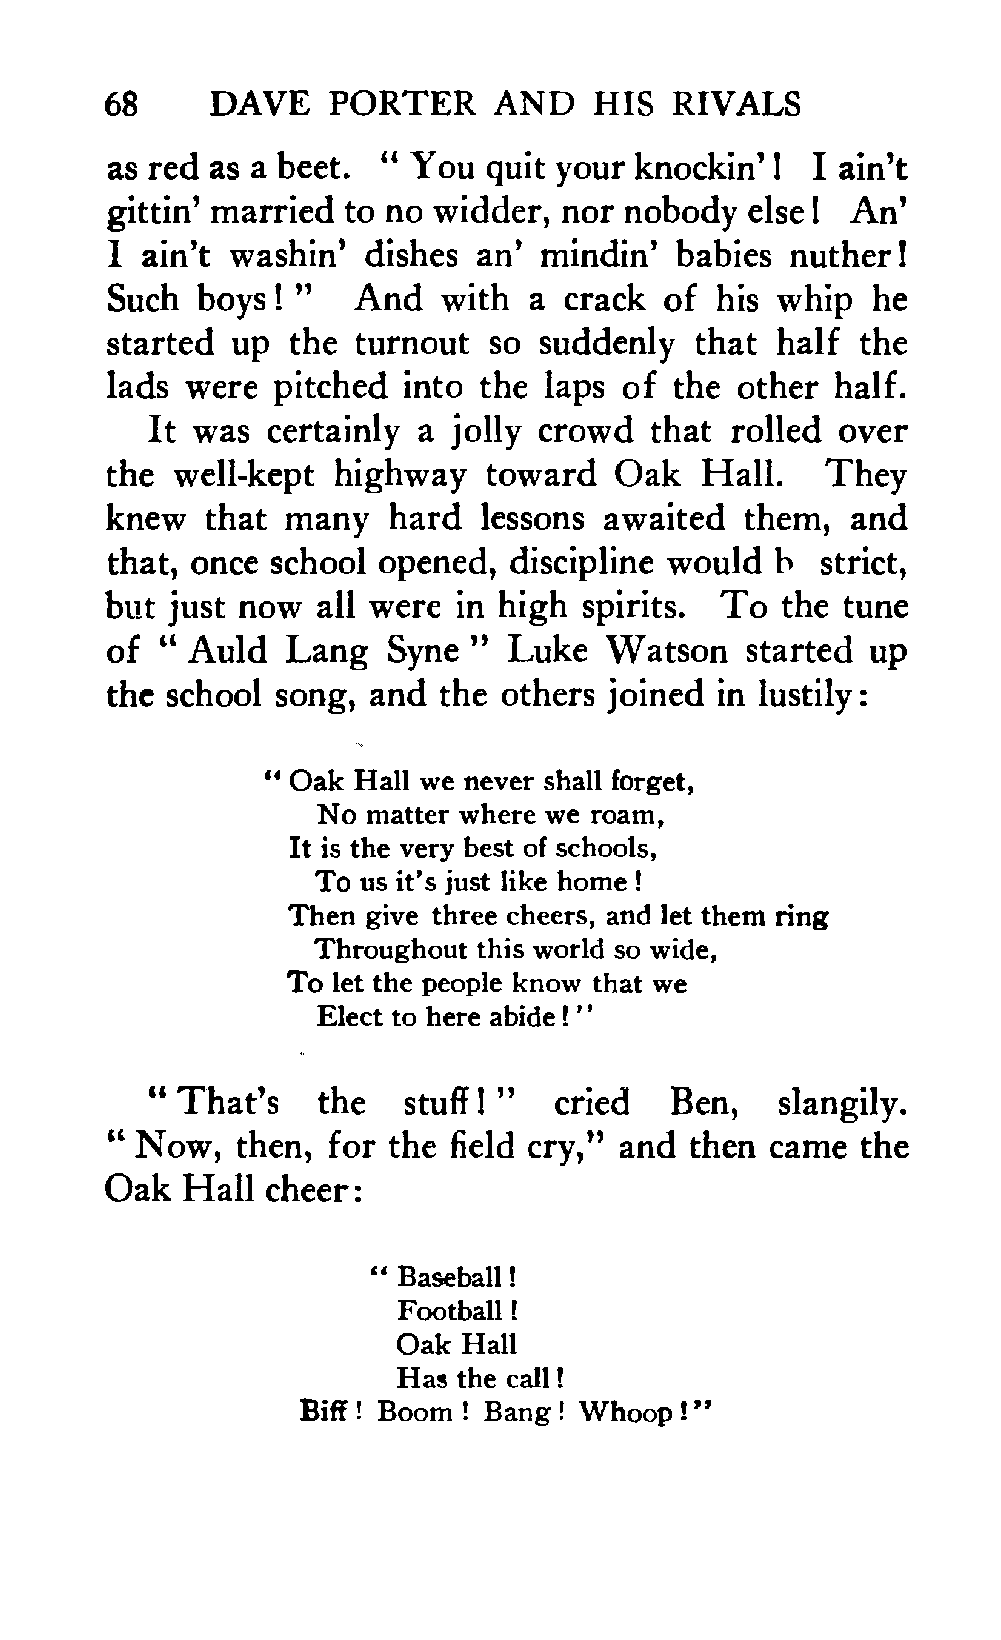 68 DAVE PORTER AND HIS RIVALS
as red as a beet. " You quit your knockin'! I ain't
gittin' married to no widder, nor nobody else! An'
I ain't washin' dishes an' mindin' babies nuther!
Such boys! " And with a crack of his whip he
started up the turnout so suddenly that half the
lads were pitched into the laps of the other half.
It was certainly a jolly crowd that rolled over
the well-kept highway toward Oak Hall. They
knew that many hard lessons awaited them, and
that, once school opened, discipline would b strict,
but just now all were in high spirits. To the tune
of " Auld Lang Syne " Luke Watson started up
the school song, and the others joined in lustily:
" Oak Hall we never shall forget,
No matter where we roam,
It is the very best of schools,
To us it's just like home!
Then give three cheers, and let them ring
Throughout this world so wide,
To let the people know that we
Elect to here abide!"
" That's the stuff! " cried Ben, slangily.
" Now, then, for the field cry," and then came the
Oak Hall cheer:
" Baseball!
Football!
Oak Hall
Has the call!
Biff! Boom! Bang! Whoop!"